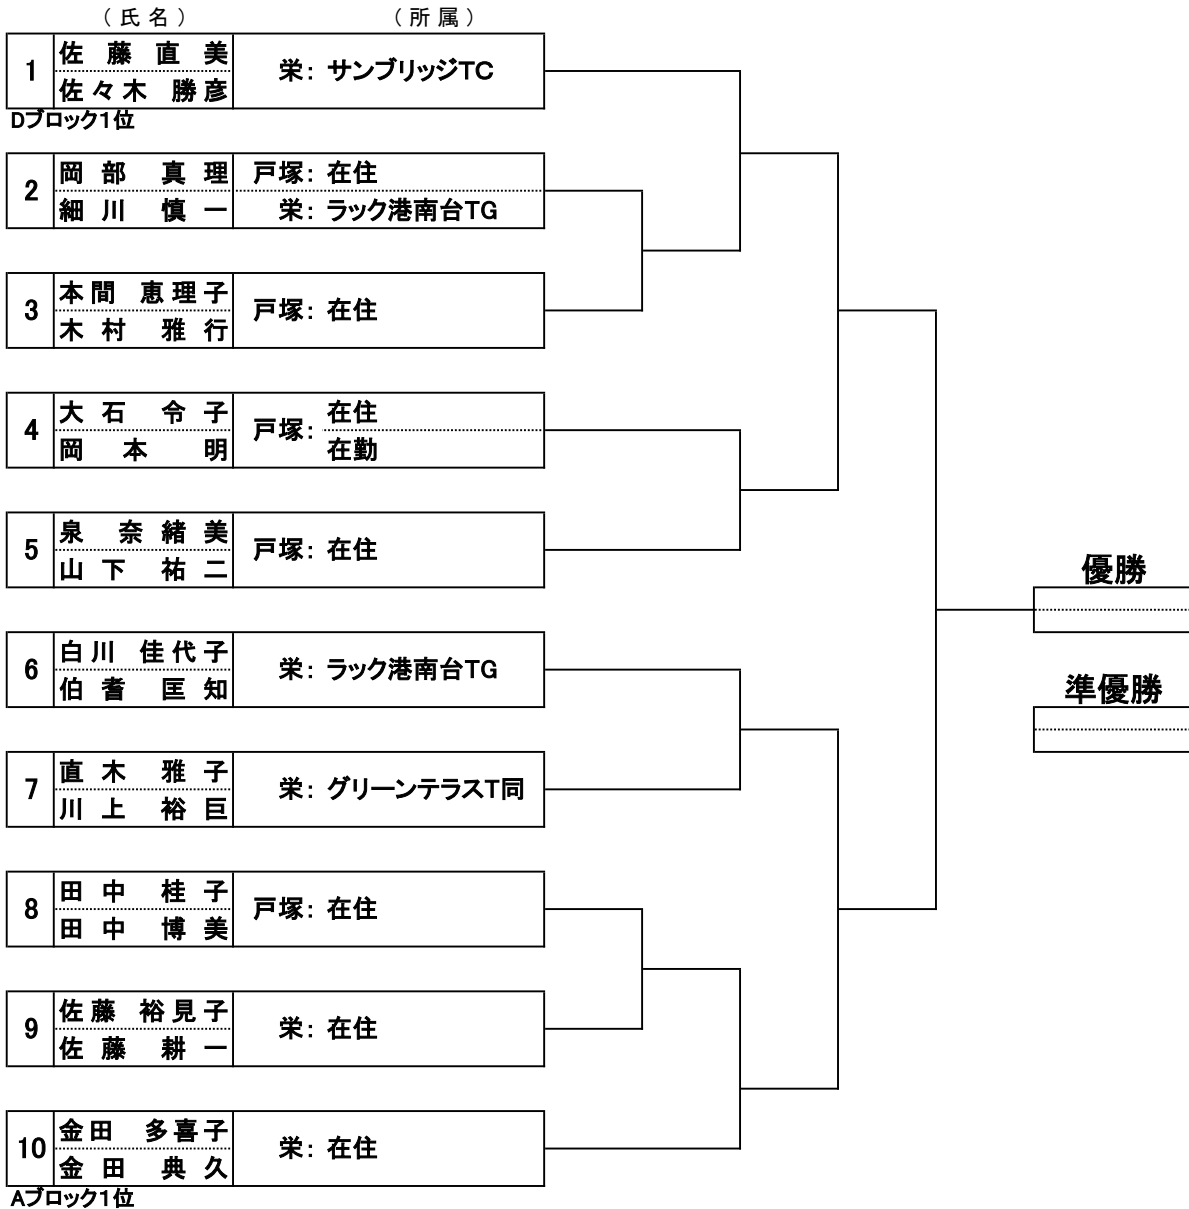 （氏名） （所属）
1 佐藤直美 栄：サンブリッジTC
佐々木 勝彦
Dブロック1位
2 岡部 真理 戸塚：在住
細川 慎一 栄：ラック港南台TG
3 本間 恵理子 戸塚：在住
木村 雅行
4 大石 令子 戸塚：在住
岡本 明 在勤
5 泉 奈緒美 戸塚：在住
山下 祐二
優勝
6 白川 佳代子 栄：ラック港南台TG
伯耆 匡知
準優勝
7 直木 雅子 栄：グリーンテラスT同
川上 裕巨
8 田中 桂子 戸塚：在住
田中 博美
9 佐藤 裕見子 栄：在住
佐藤 耕一
10 金田 多喜子 栄：在住
金田 典久
Aブロック1位